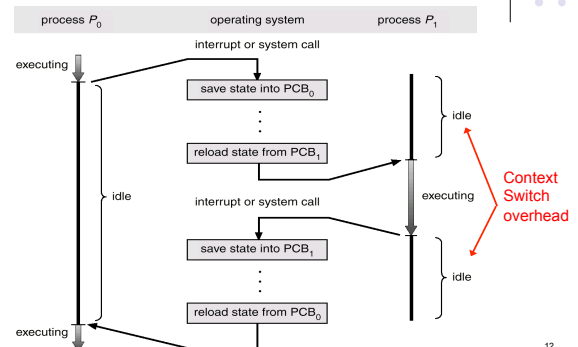 process P0 operating system process P1
interrupt or system call
executing
save state into PCB0
idle
reload state from PCB1
Context
Switch
overhead
idle
executing
interrupt or system call
save state into PCB1
idle
reload state from PCB0
executing
12